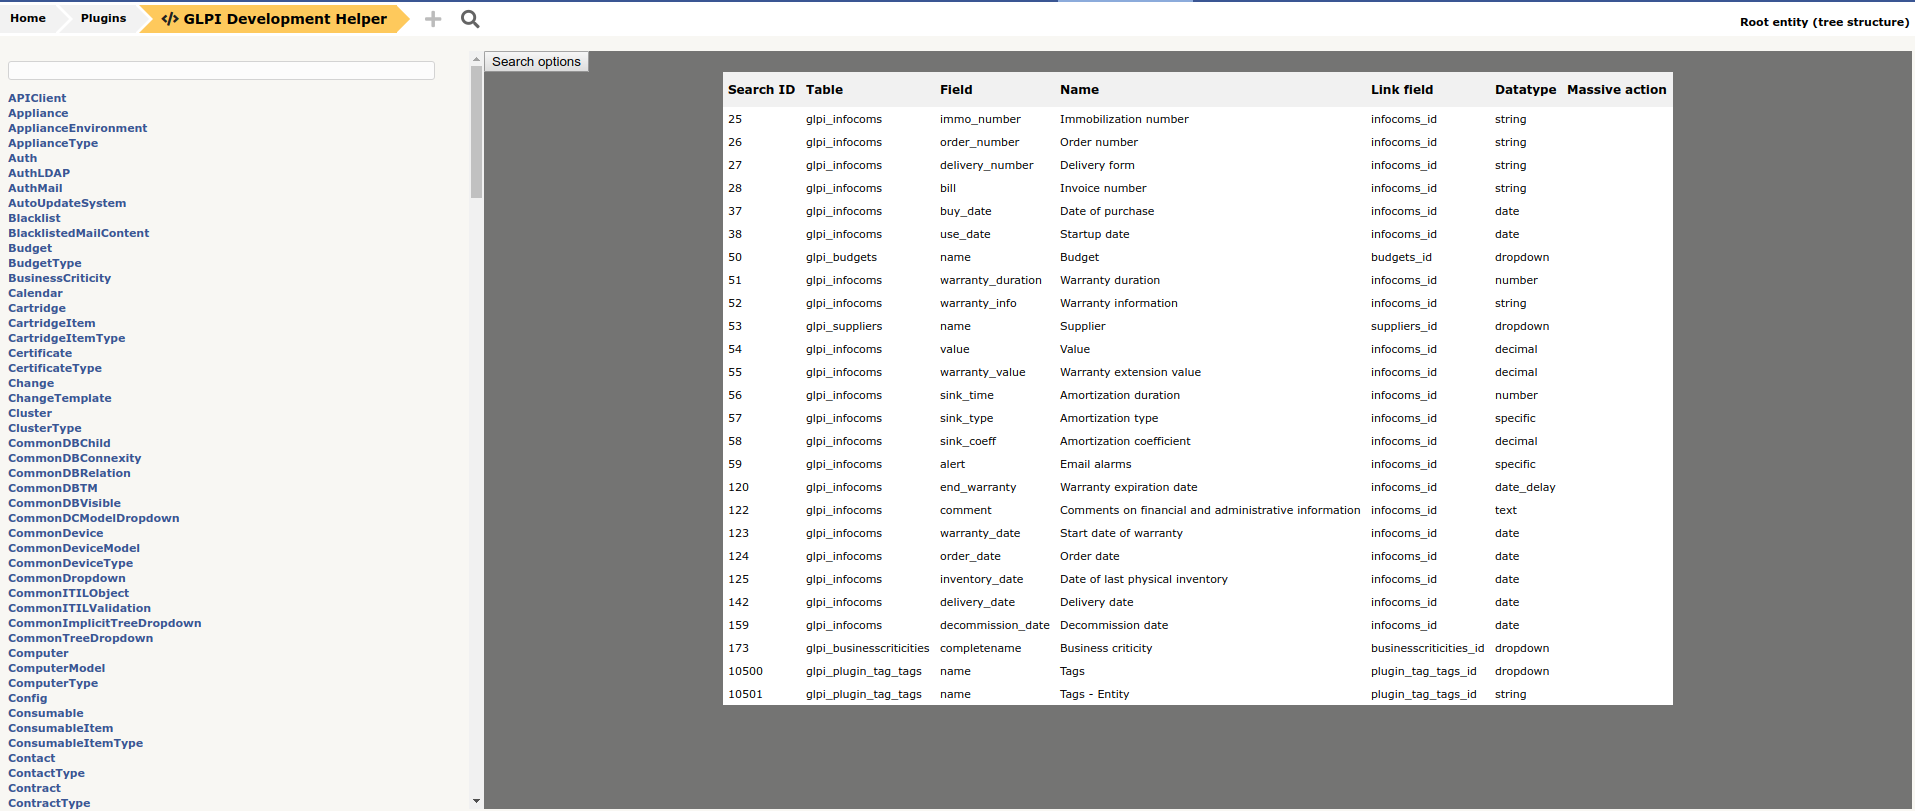 Home Plugins </> GLPI Development Helper
Root entity (tree structure)
APIClient
Appliance
ApplianceEnvironment
ApplianceType
Auth
AuthLDAP
AuthMail
AutoUpdateSystem
Blacklist
BlacklistedMailContent
Budget
BudgetType
BusinessCriticity
Calendar
Cartridge
CartridgeItem
CartridgeItemType
Certificate
CertificateType
Change
ChangeTemplate
Cluster
ClusterType
CommonDBChild
CommonDBConnexity
CommonDBRelation
CommonDBTM
CommonDBVisible
CommonDCModelDropdown
CommonDevice
CommonDeviceModel
CommonDeviceType
CommonDropdown
CommonITILObject
CommonITILValidation
CommonImplicitTreeDropdown
CommonTreeDropdown
Computer
ComputerModel
ComputerType
Config
Consumable
ConsumableItem
ConsumableItemType
Contact
ContactType
Contract
ContractType
Search options
Search ID Table Field Name Link field Datatype Massive action
25 glpi_infocoms immo_number Immobilization number infocoms_id string
26 glpi_infocoms order_number Order number infocoms_id string
27 glpi_infocoms delivery_number Delivery form infocoms_id string
28 glpi_infocoms bill Invoice number infocoms_id string
37 glpi_infocoms buy_date Date of purchase infocoms_id date
38 glpi_infocoms use_date Startup date infocoms_id date
50 glpi_budgets name Budget budgets_id dropdown
51 glpi_infocoms warranty_duration Warranty duration infocoms_id number
52 glpi_infocoms warranty_info Warranty information infocoms_id string
53 glpi_suppliers name Supplier suppliers_id dropdown
54 glpi_infocoms value Value infocoms_id decimal
55 glpi_infocoms warranty_value Warranty extension value infocoms_id decimal
56 glpi_infocoms sink_time Amortization duration infocoms_id number
57 glpi_infocoms sink_type Amortization type infocoms_id specific
58 glpi_infocoms sink_coeff Amortization coefficient infocoms_id decimal
59 glpi_infocoms alert Email alarms infocoms_id specific
120 glpi_infocoms end_warranty Warranty expiration date infocoms_id date_delay
122 glpi_infocoms comment Comments on financial and administrative information infocoms_id text
123 glpi_infocoms warranty_date Start date of warranty infocoms_id date
124 glpi_infocoms order_date Order date infocoms_id date
125 glpi_infocoms inventory_date Date of last physical inventory infocoms_id date
142 glpi_infocoms delivery_date Delivery date infocoms_id date
159 glpi_infocoms decommission_date Decommission date infocoms_id date
173 glpi_businesscriticities completename Business criticity businesscriticities_id dropdown
10500 glpi_plugin_tag_tags name Tags plugin_tag_tags_id dropdown
10501 glpi_plugin_tag_tags name Tags - Entity plugin_tag_tags_id string